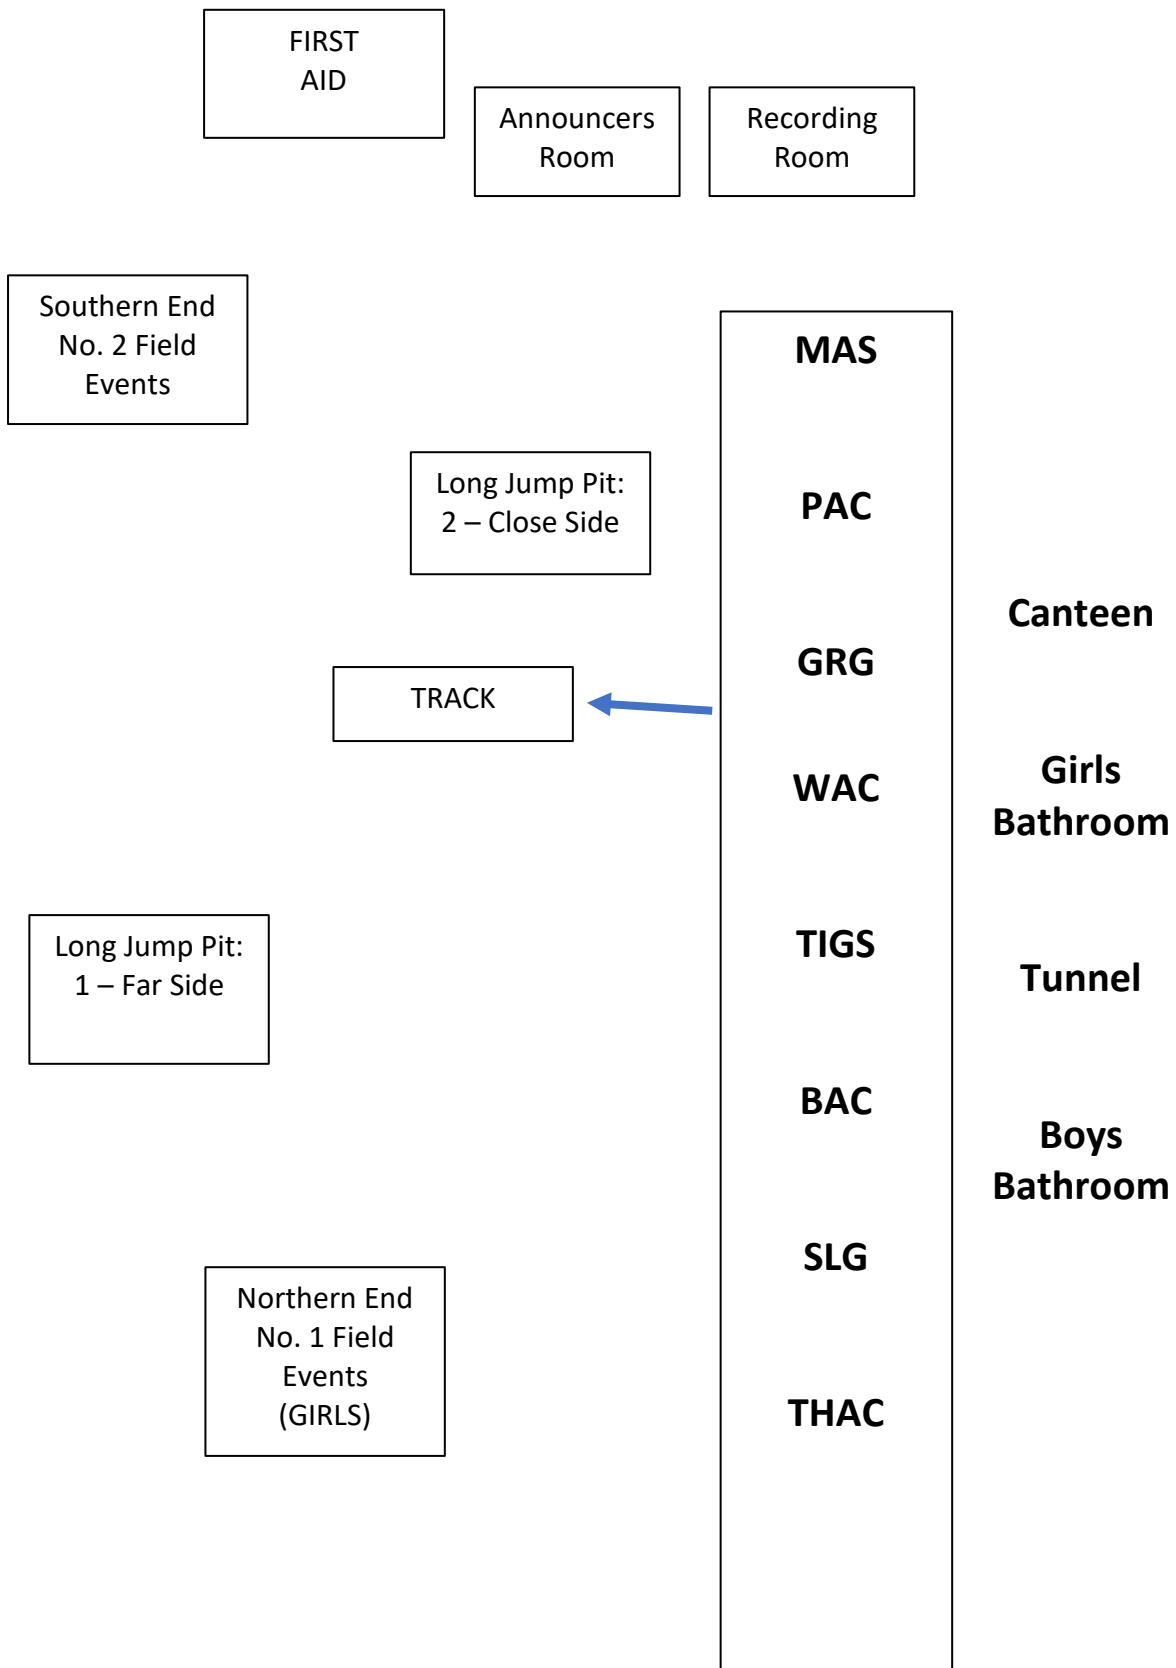 FIRST
AID
Announcers
Room
Recording
Room
Southern End
No. 2 Field
Events
MAS
Long Jump Pit:
2 – Close Side
PAC
Canteen
GRG
TRACK
WAC
Girls
Bathroom
Long Jump Pit:
1 – Far Side
TIGS
Tunnel
BAC
Boys
Bathroom
SLG
Northern End
No. 1 Field
Events
(GIRLS)
THAC